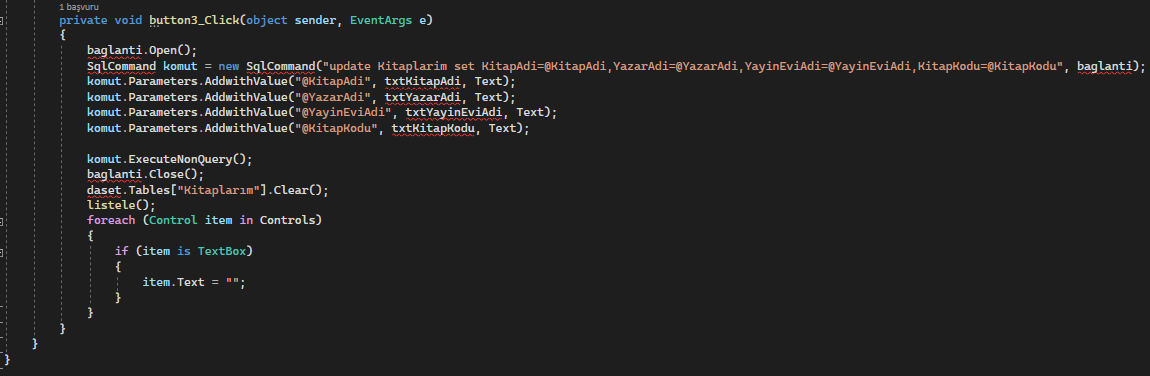 1 başvuru
private void button3_Click(object sender, EventArgs e)
{
baglanti.Open();
SqlCommand komut = new SqlCommand("update Kitaplarim set KitapAdi=@KitapAdi,YazarAdi=@YazarAdi,YayinEviAdi=@YayinEviAdi,KitapKodu=@KitapKodu", baglanti);
komut.Parameters.AddwithValue("@KitapAdi", txtKitapAdi, Text);
komut.Parameters.AddwithValue("@YazarAdi", txtYazarAdi, Text);
komut.Parameters.AddwithValue("@YayinEviAdi", txtYayinEviAdi, Text);
komut.Parameters.AddwithValue("@KitapKodu", txtKitapKodu, Text);
komut.ExecuteNonQuery();
baglanti.Close();
daset.Tables["Kitaplarım"].Clear();
listele();
foreach (Control item in Controls)
{
if (item is TextBox)
{
item.Text = "";
}
}
}
}
}